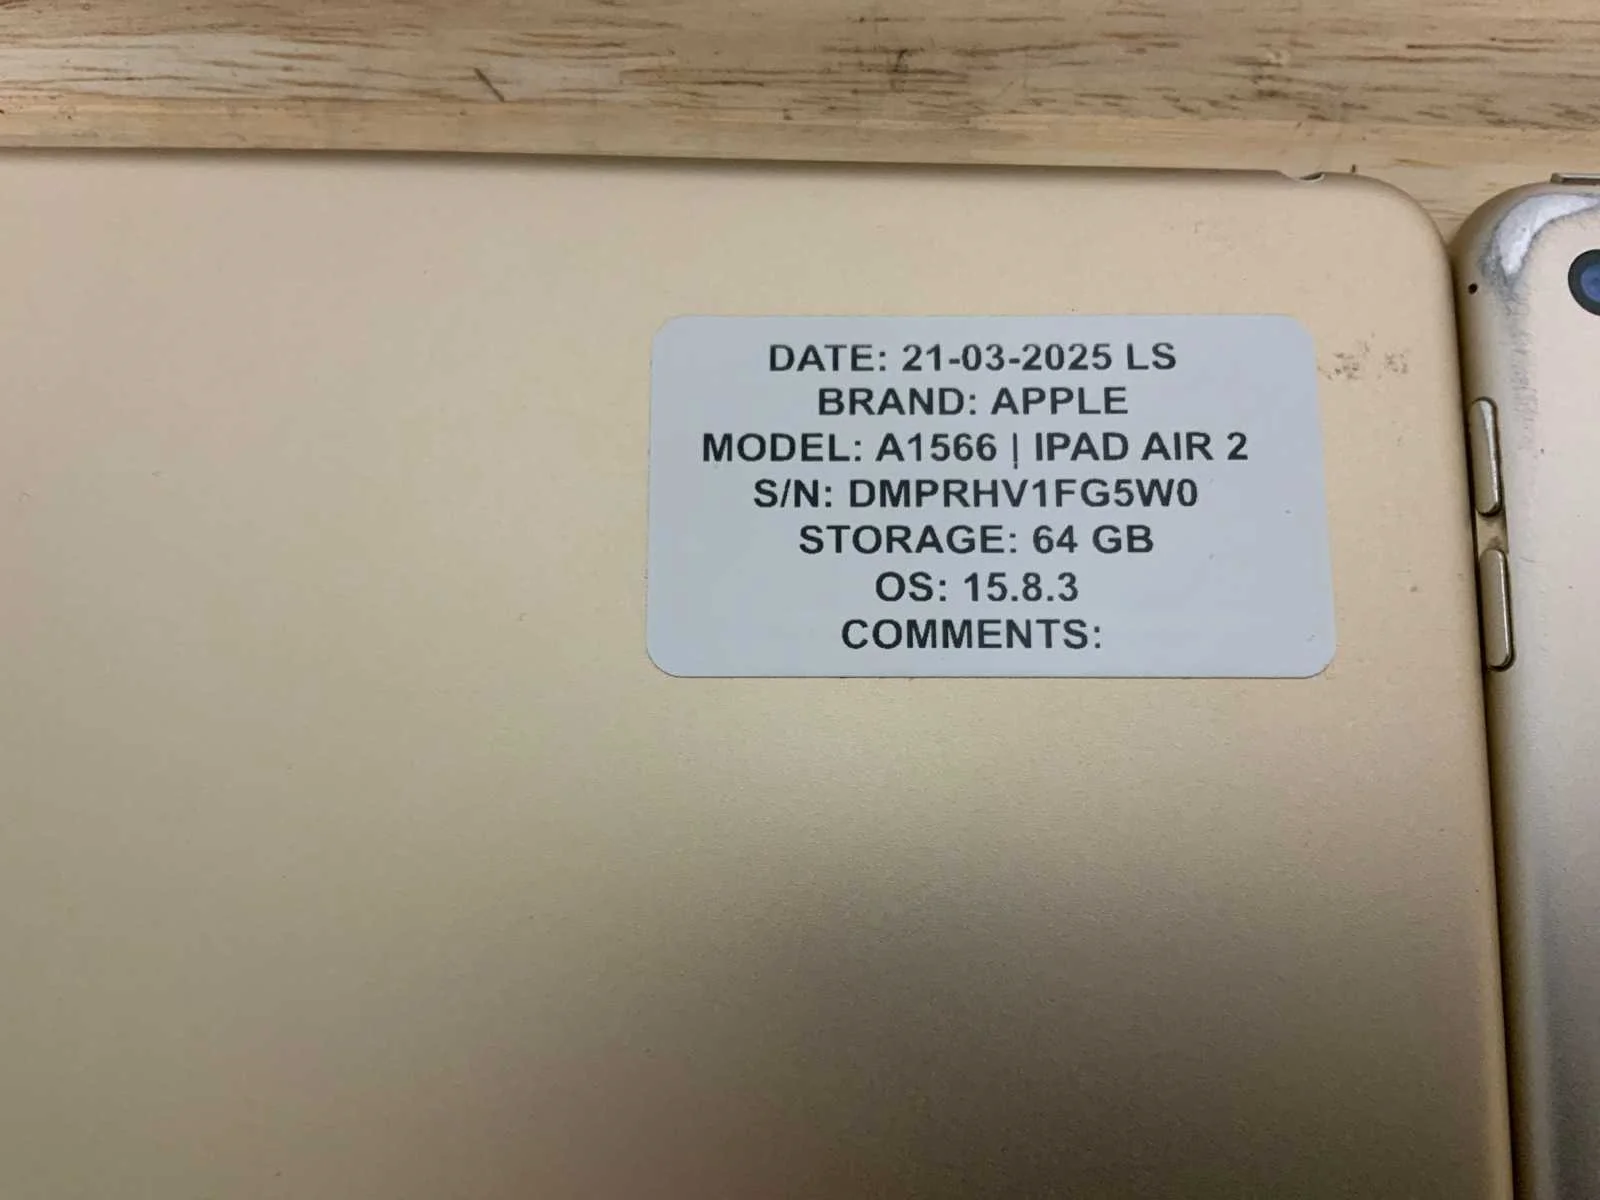 DATE: 21-03-2025 LS
BRAND: APPLE
MODEL: A1566 | IPAD AIR 2
S/N: DMPRHV1FG5W0
STORAGE: 64 GB
OS: 15.8.3
COMMENTS: